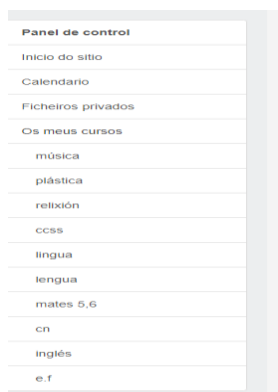 Panel de control
Inicio do sitio
Calendario
Ficheiros privados
Os meus cursos
música
plástica
relixión
ccss
lingua
lengua
mates 5,6
cn
inglés
e.f